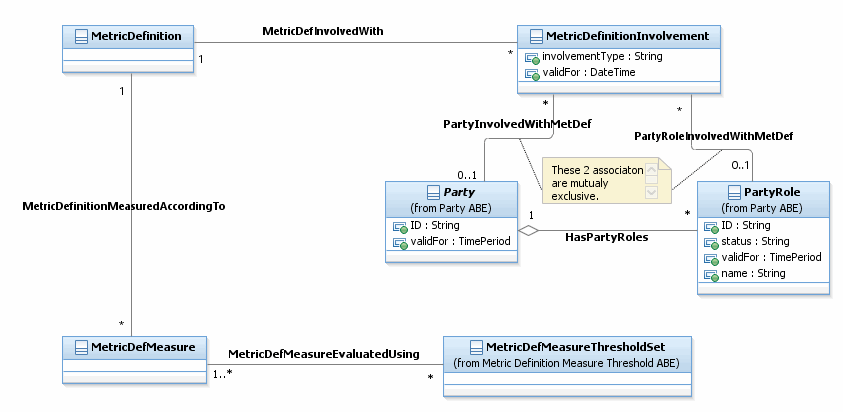 MetricDefinition
MetricDefInvolvedWith
MetricDefinitionInvolvement
1
*
involvementType : String
validFor : DateTime
1
*
*
PartyInvolvedWithMetDef
PartyRoleInvolvedWithMetDef
0..1
These 2 associaton
are mutualy
exclusive.
0..1
Party
(from Party ABE)
ID : String
validFor : TimePeriod
1
*
HasPartyRoles
PartyRole
(from Party ABE)
ID : String
status : String
validFor : TimePeriod
name : String
MetricDefinitionMeasuredAccordingTo
*
MetricDefMeasure
MetricDefMeasureEvaluatedUsing
1..*
*
MetricDefMeasureThresholdSet
(from Metric Definition Measure Threshold ABE)